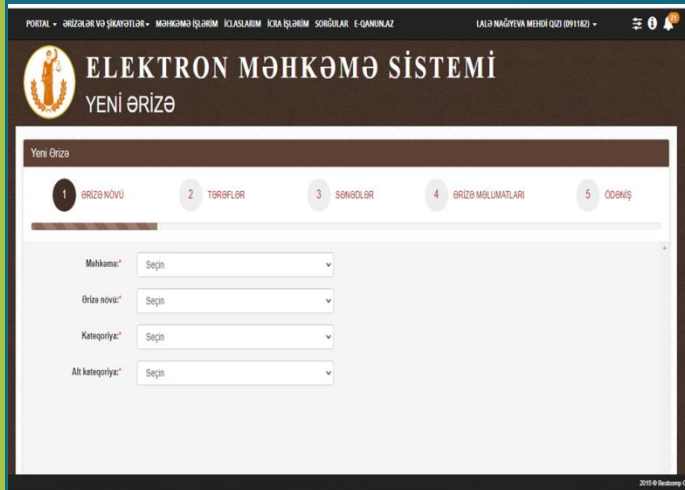 PORTAL ƏRİZƏLƏR VƏ ŞİKAYƏTLƏR MƏHKƏMƏ İŞLƏRİM İCLASLARIM İCRA İŞLƏRİM SORĞULAR E-QANUN.AZ LALƏ NAĞIYEVA MEHDİ QIZI (091182) 21
ELEKTRON MƏHKƏMƏ SİSTEMİ
YENİ ƏRİZƏ
Yeni Ərizə
1 ƏRİZƏ NÖVÜ 2 TƏRƏFLƏR 3 SƏNƏDLƏR 4 ƏRİZƏ MƏLUMATLARI 5 ÖDƏNİŞ
Məhkəmə:* Seçin
Ərizə növü:* Seçin
Kateqoriya:* Seçin
Alt kateqoriya:* Seçin
2015 © Bestcomp